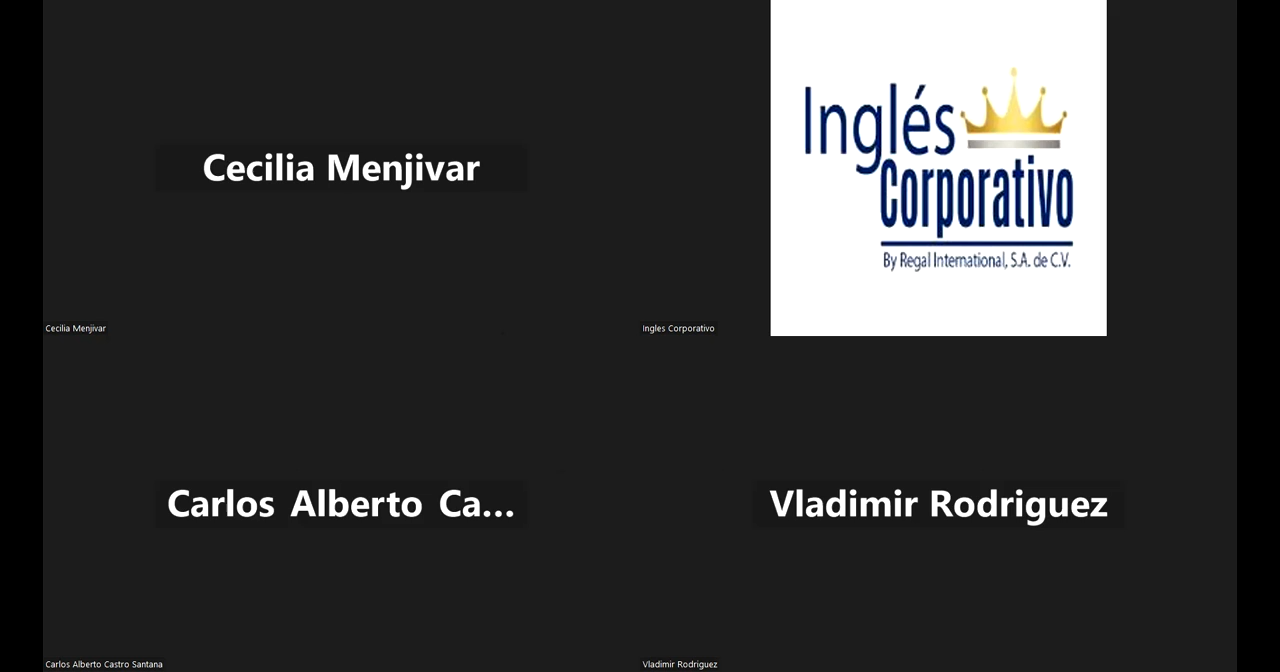 Cecilia Menjivar
Cecilia Menjivar
Inglés
Corporativo
By Regal International, S.A. de C.V.
Ingles Corporativo
Carlos Alberto Ca...
Carlos Alberto Castro Santana
Vladimir Rodriguez
Vladimir Rodriguez